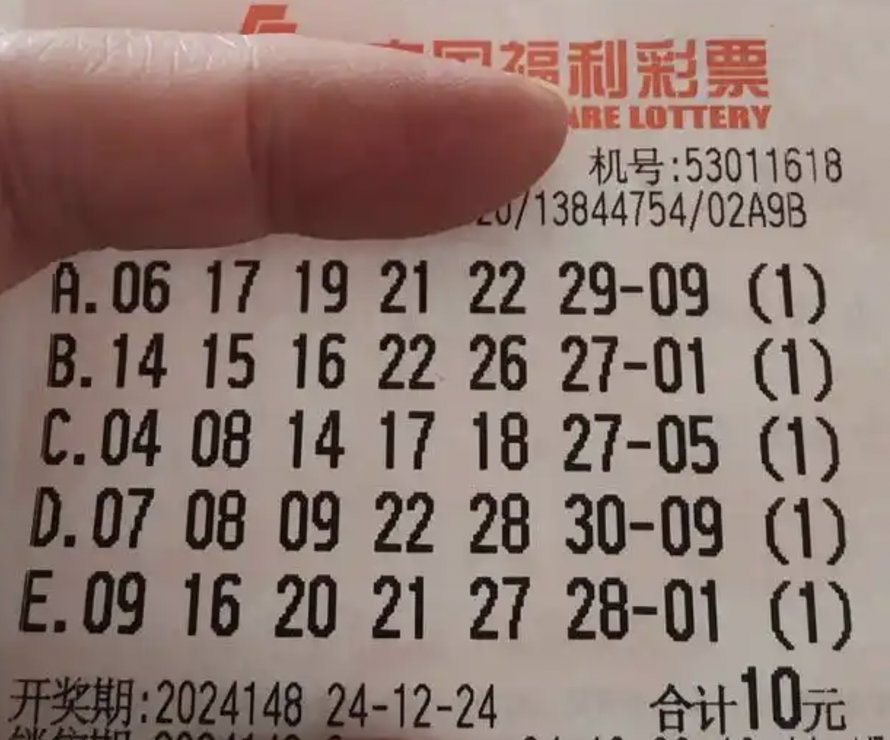 国福利彩票
ARE LOTTERY
机号:53011618
20/13844754/02A9B
A.06 17 19 21 22 29-09 (1)
B.14 15 16 22 26 27-01 (1)
C.04 08 14 17 18 27-05 (1)
D.07 08 09 22 28 30-09 (1)
E.09 16 20 21 27 28-01 (1)
开奖期:2024148 24-12-24 合计10元